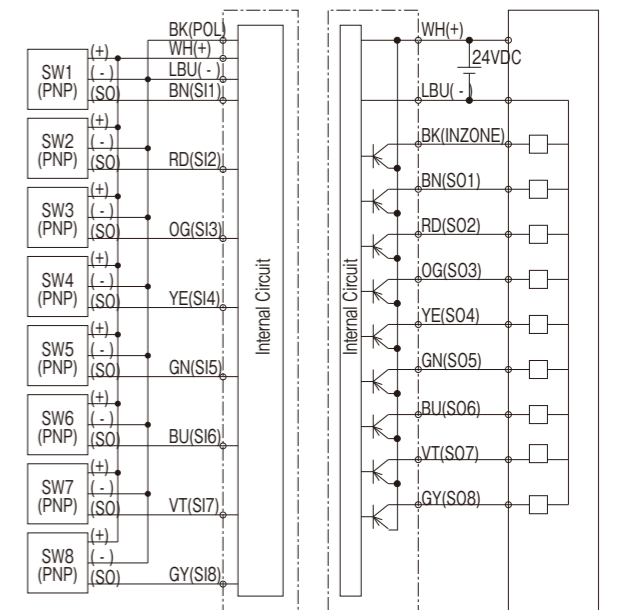 BK(POL)
WH(+)
LBU( - )
BN(SI1)
RD(SI2)
OG(SI3)
YE(SI4)
GN(SI5)
BU(SI6)
VT(SI7)
GY(SI8)
SW1
(PNP)
(+)
( - )
(SO)
SW2
(PNP)
(+)
( - )
(SO)
SW3
(PNP)
(+)
( - )
(SO)
SW4
(PNP)
(+)
( - )
(SO)
SW5
(PNP)
(+)
( - )
(SO)
SW6
(PNP)
(+)
( - )
(SO)
SW7
(PNP)
(+)
( - )
(SO)
SW8
(PNP)
(+)
( - )
(SO)
Internal Circuit
Internal Circuit
WH(+)
24VDC
LBU( - )
BK(INZONE)
BN(SO1)
RD(SO2)
OG(SO3)
YE(SO4)
GN(SO5)
BU(SO6)
VT(SO7)
GY(SO8)